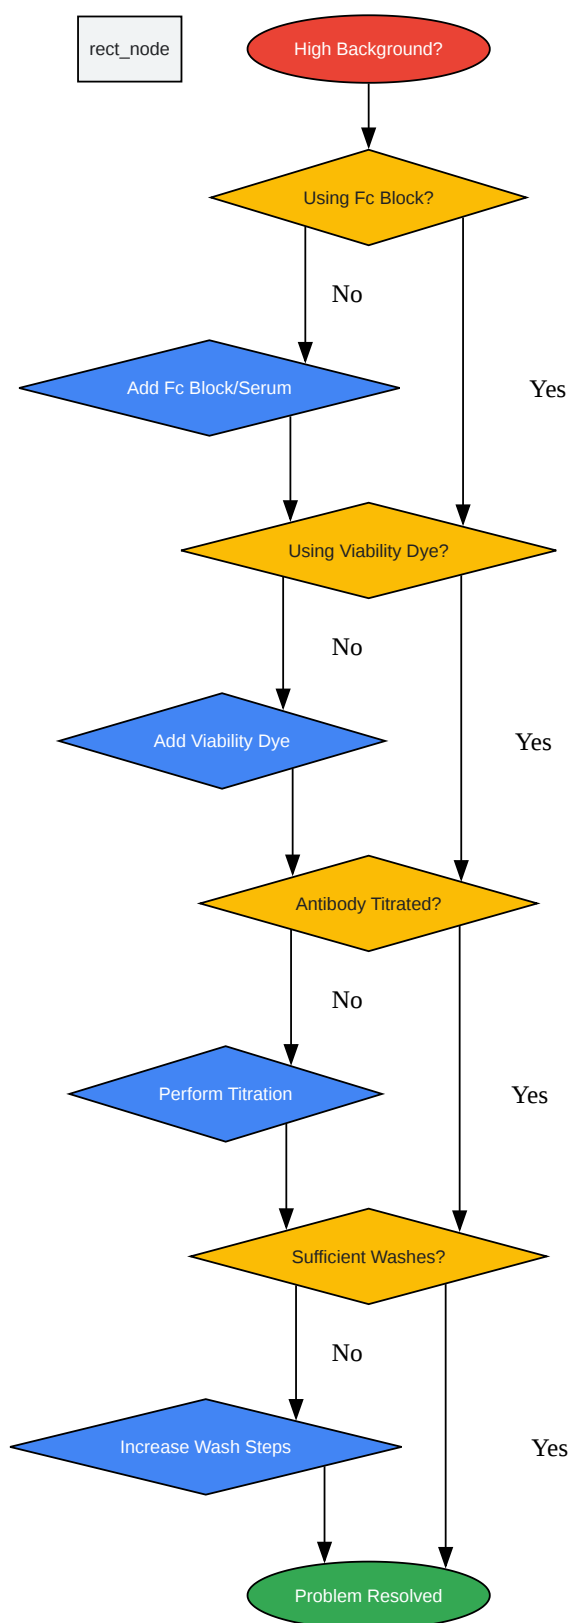 rect_node
High Background?
Using Fc Block?
No
Add Fc Block/Serum
Yes
Using Viability Dye?
No
Add Viability Dye
Yes
Antibody Titrated?
No
Perform Titration
Yes
Sufficient Washes?
No
Increase Wash Steps
Yes
Problem Resolved